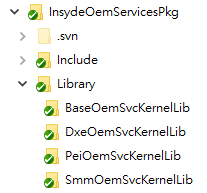 InsydeOemServicesPkg
.svn
Include
Library
BaseOemSvcKernelLib
DxeOemSvcKernelLib
PeiOemSvcKernelLib
SmmOemSvcKernelLib